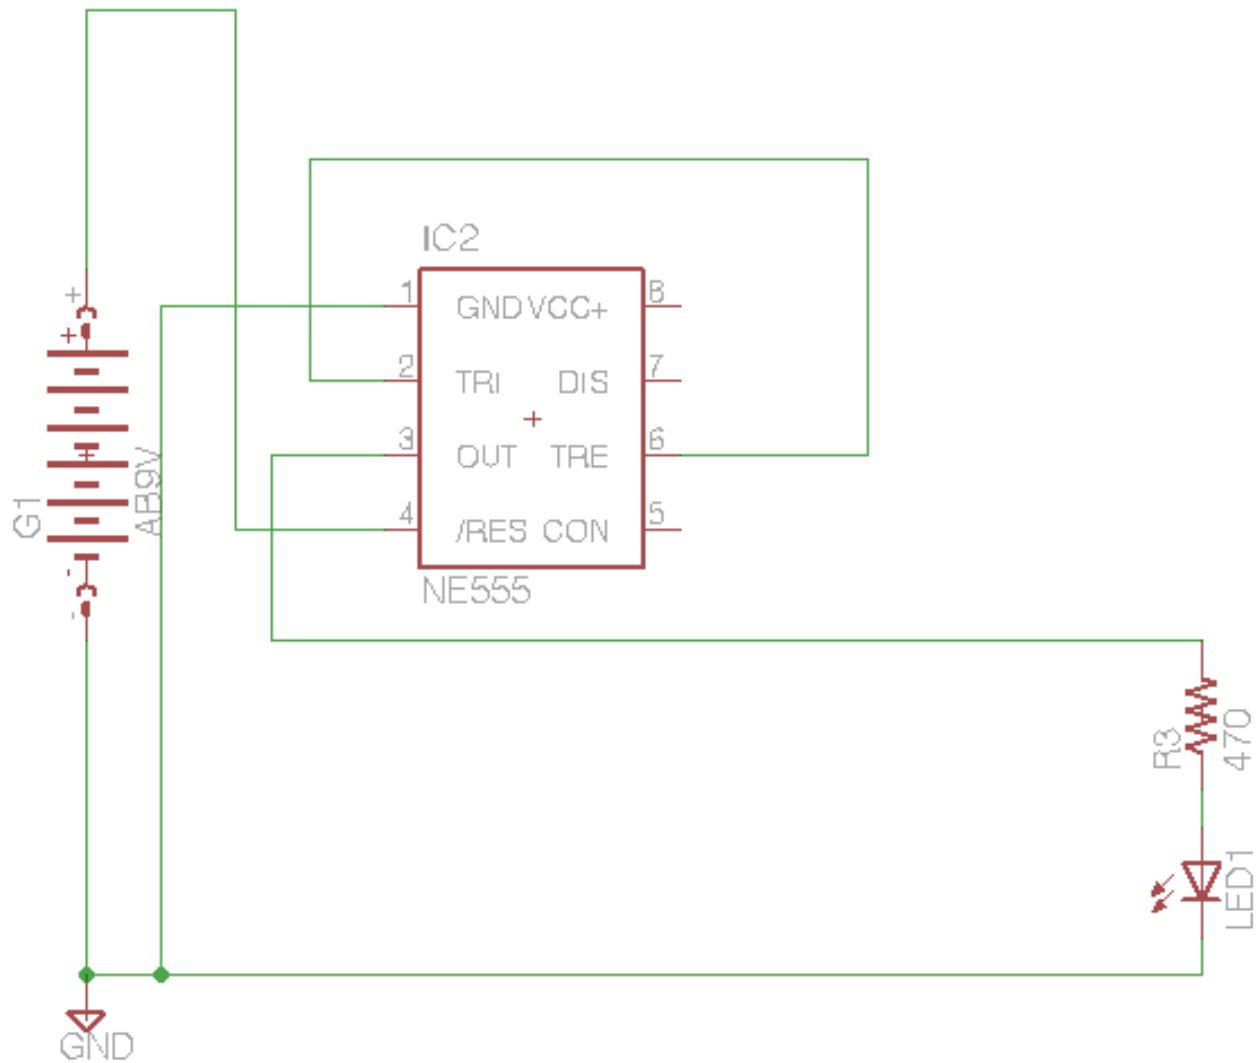 IC2
1 GND VCC+ 8
2 TRI DIS 7
3 OUT TRE 6
4 /RES CON 5
NE555
+
+
-
-
G1
AB9V
R3
470
LED1
GND